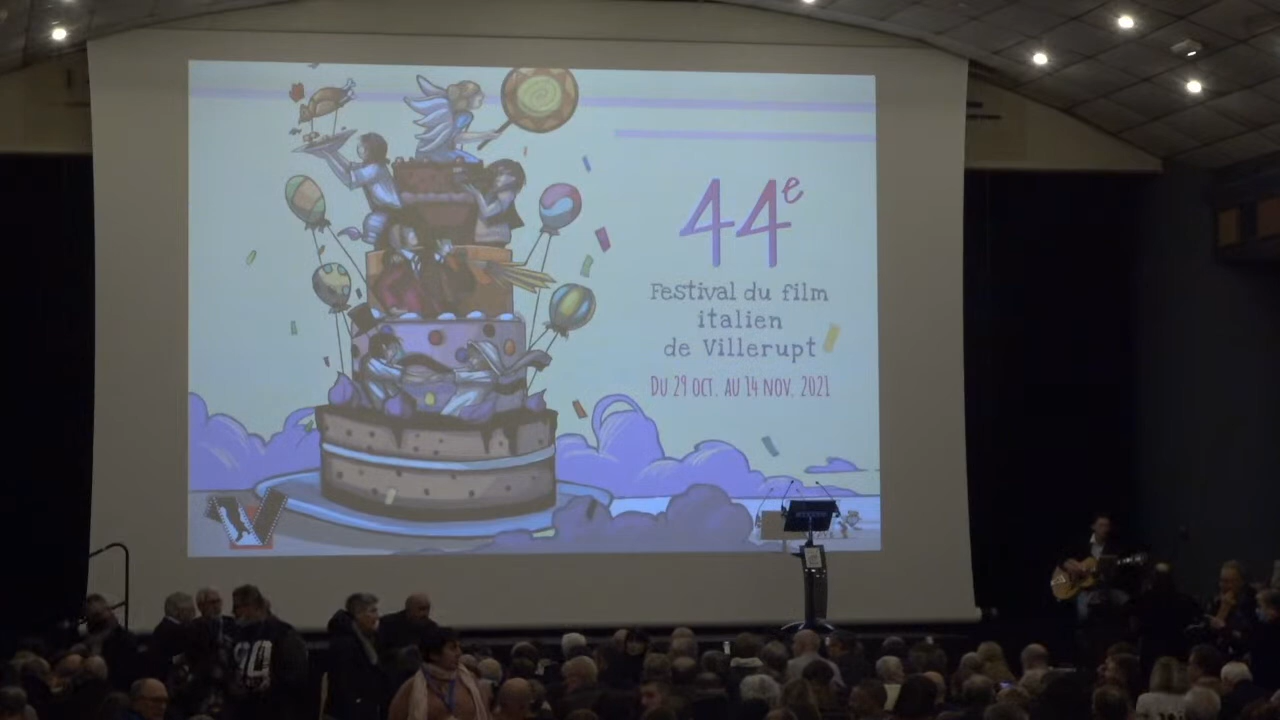 44e
Festival du film
italien
de Villerupt
DU 29 OCT. AU 14 NOV. 2021
V